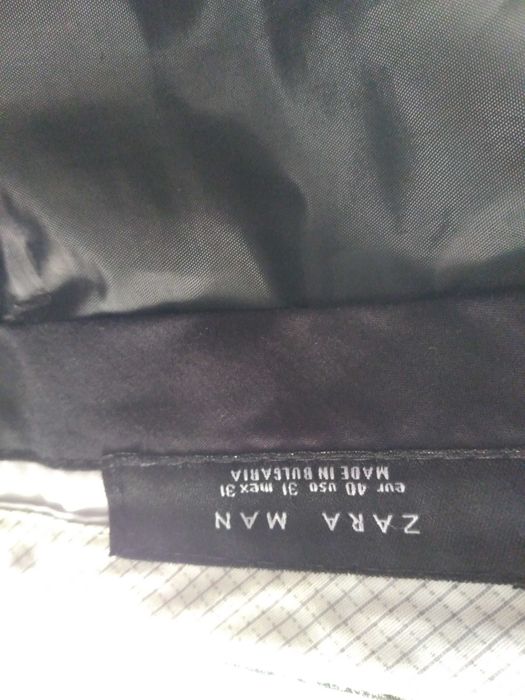 ZARA MAN
eur 40 usa 31 mex 31
MADE IN BULGARIA